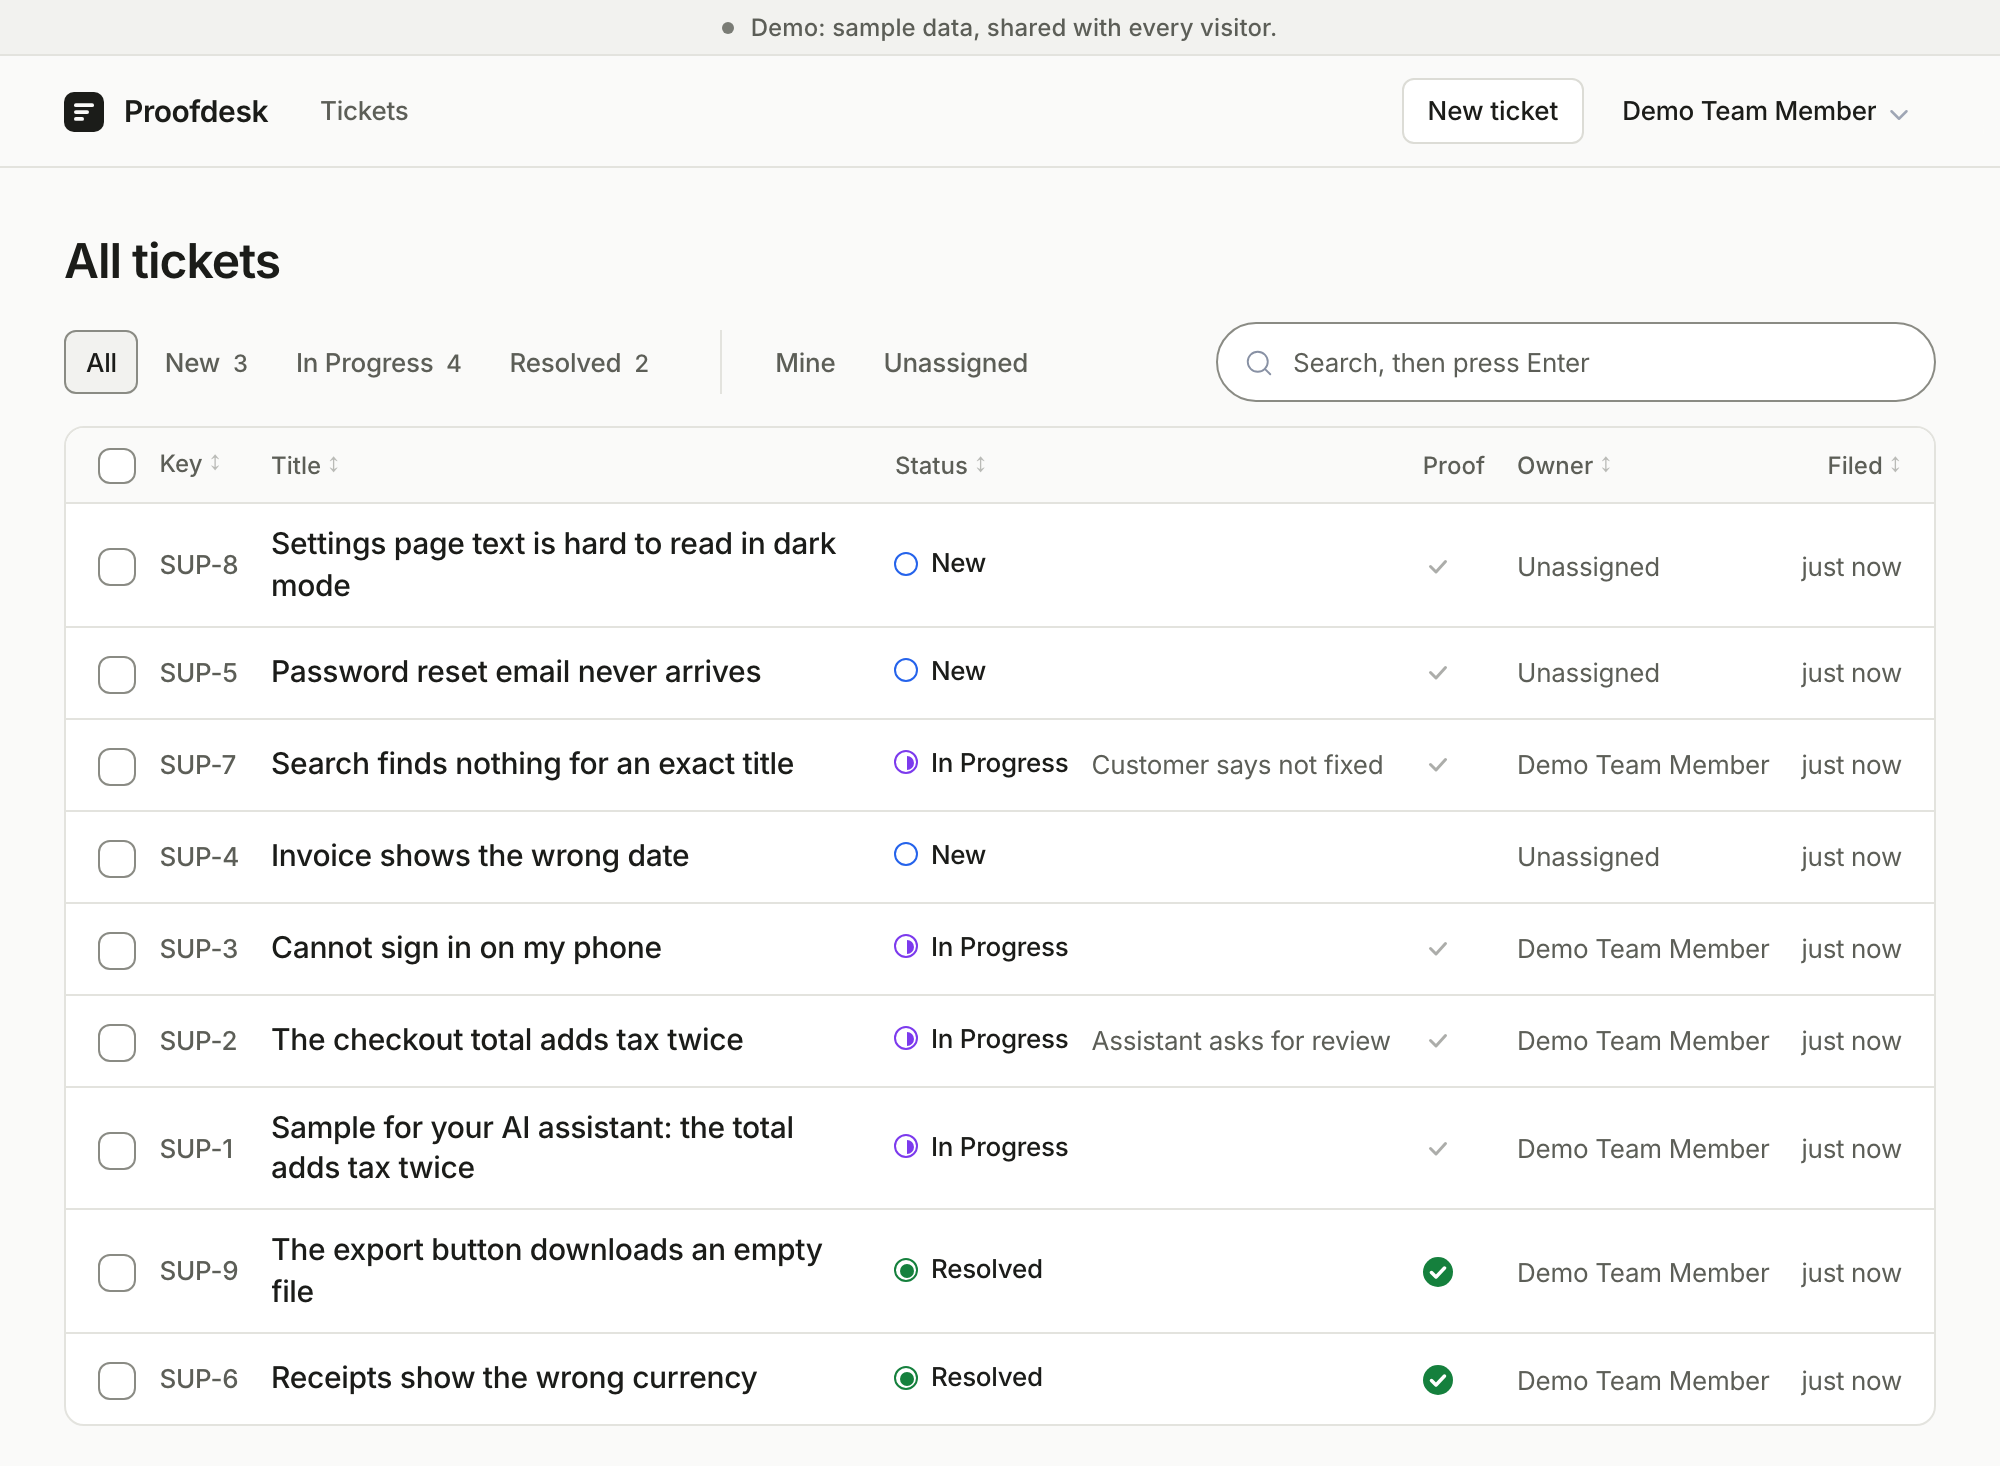 Demo: sample data, shared with every visitor.
Proofdesk Tickets New ticket Demo Team Member
All tickets
All New 3 In Progress 4 Resolved 2 Mine Unassigned Search, then press Enter
Key Title Status Proof Owner Filed
SUP-8 Settings page text is hard to read in dark New Unassigned just now
mode
SUP-5 Password reset email never arrives New Unassigned just now
SUP-7 Search finds nothing for an exact title In Progress Customer says not fixed Demo Team Member just now
SUP-4 Invoice shows the wrong date New Unassigned just now
SUP-3 Cannot sign in on my phone In Progress Demo Team Member just now
SUP-2 The checkout total adds tax twice In Progress Assistant asks for review Demo Team Member just now
SUP-1 Sample for your AI assistant: the total In Progress Demo Team Member just now
adds tax twice
SUP-9 The export button downloads an empty Resolved Demo Team Member just now
file
SUP-6 Receipts show the wrong currency Resolved Demo Team Member just now